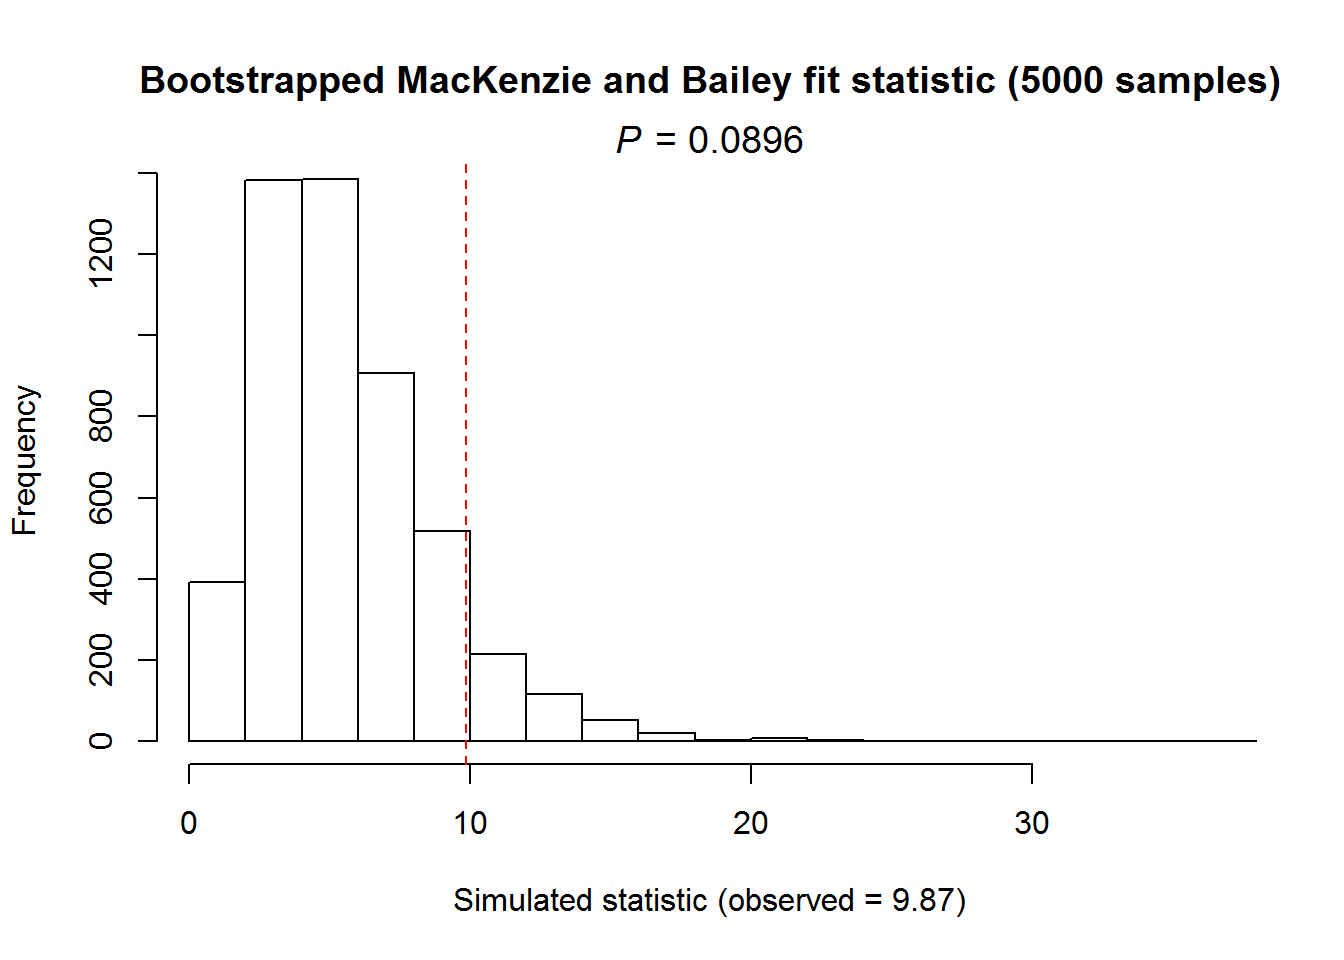 Bootstrapped MacKenzie and Bailey fit statistic (5000 samples)
P = 0.0896
Frequency
1200
800
600
400
200
0
0 10 20 30
Simulated statistic (observed = 9.87)